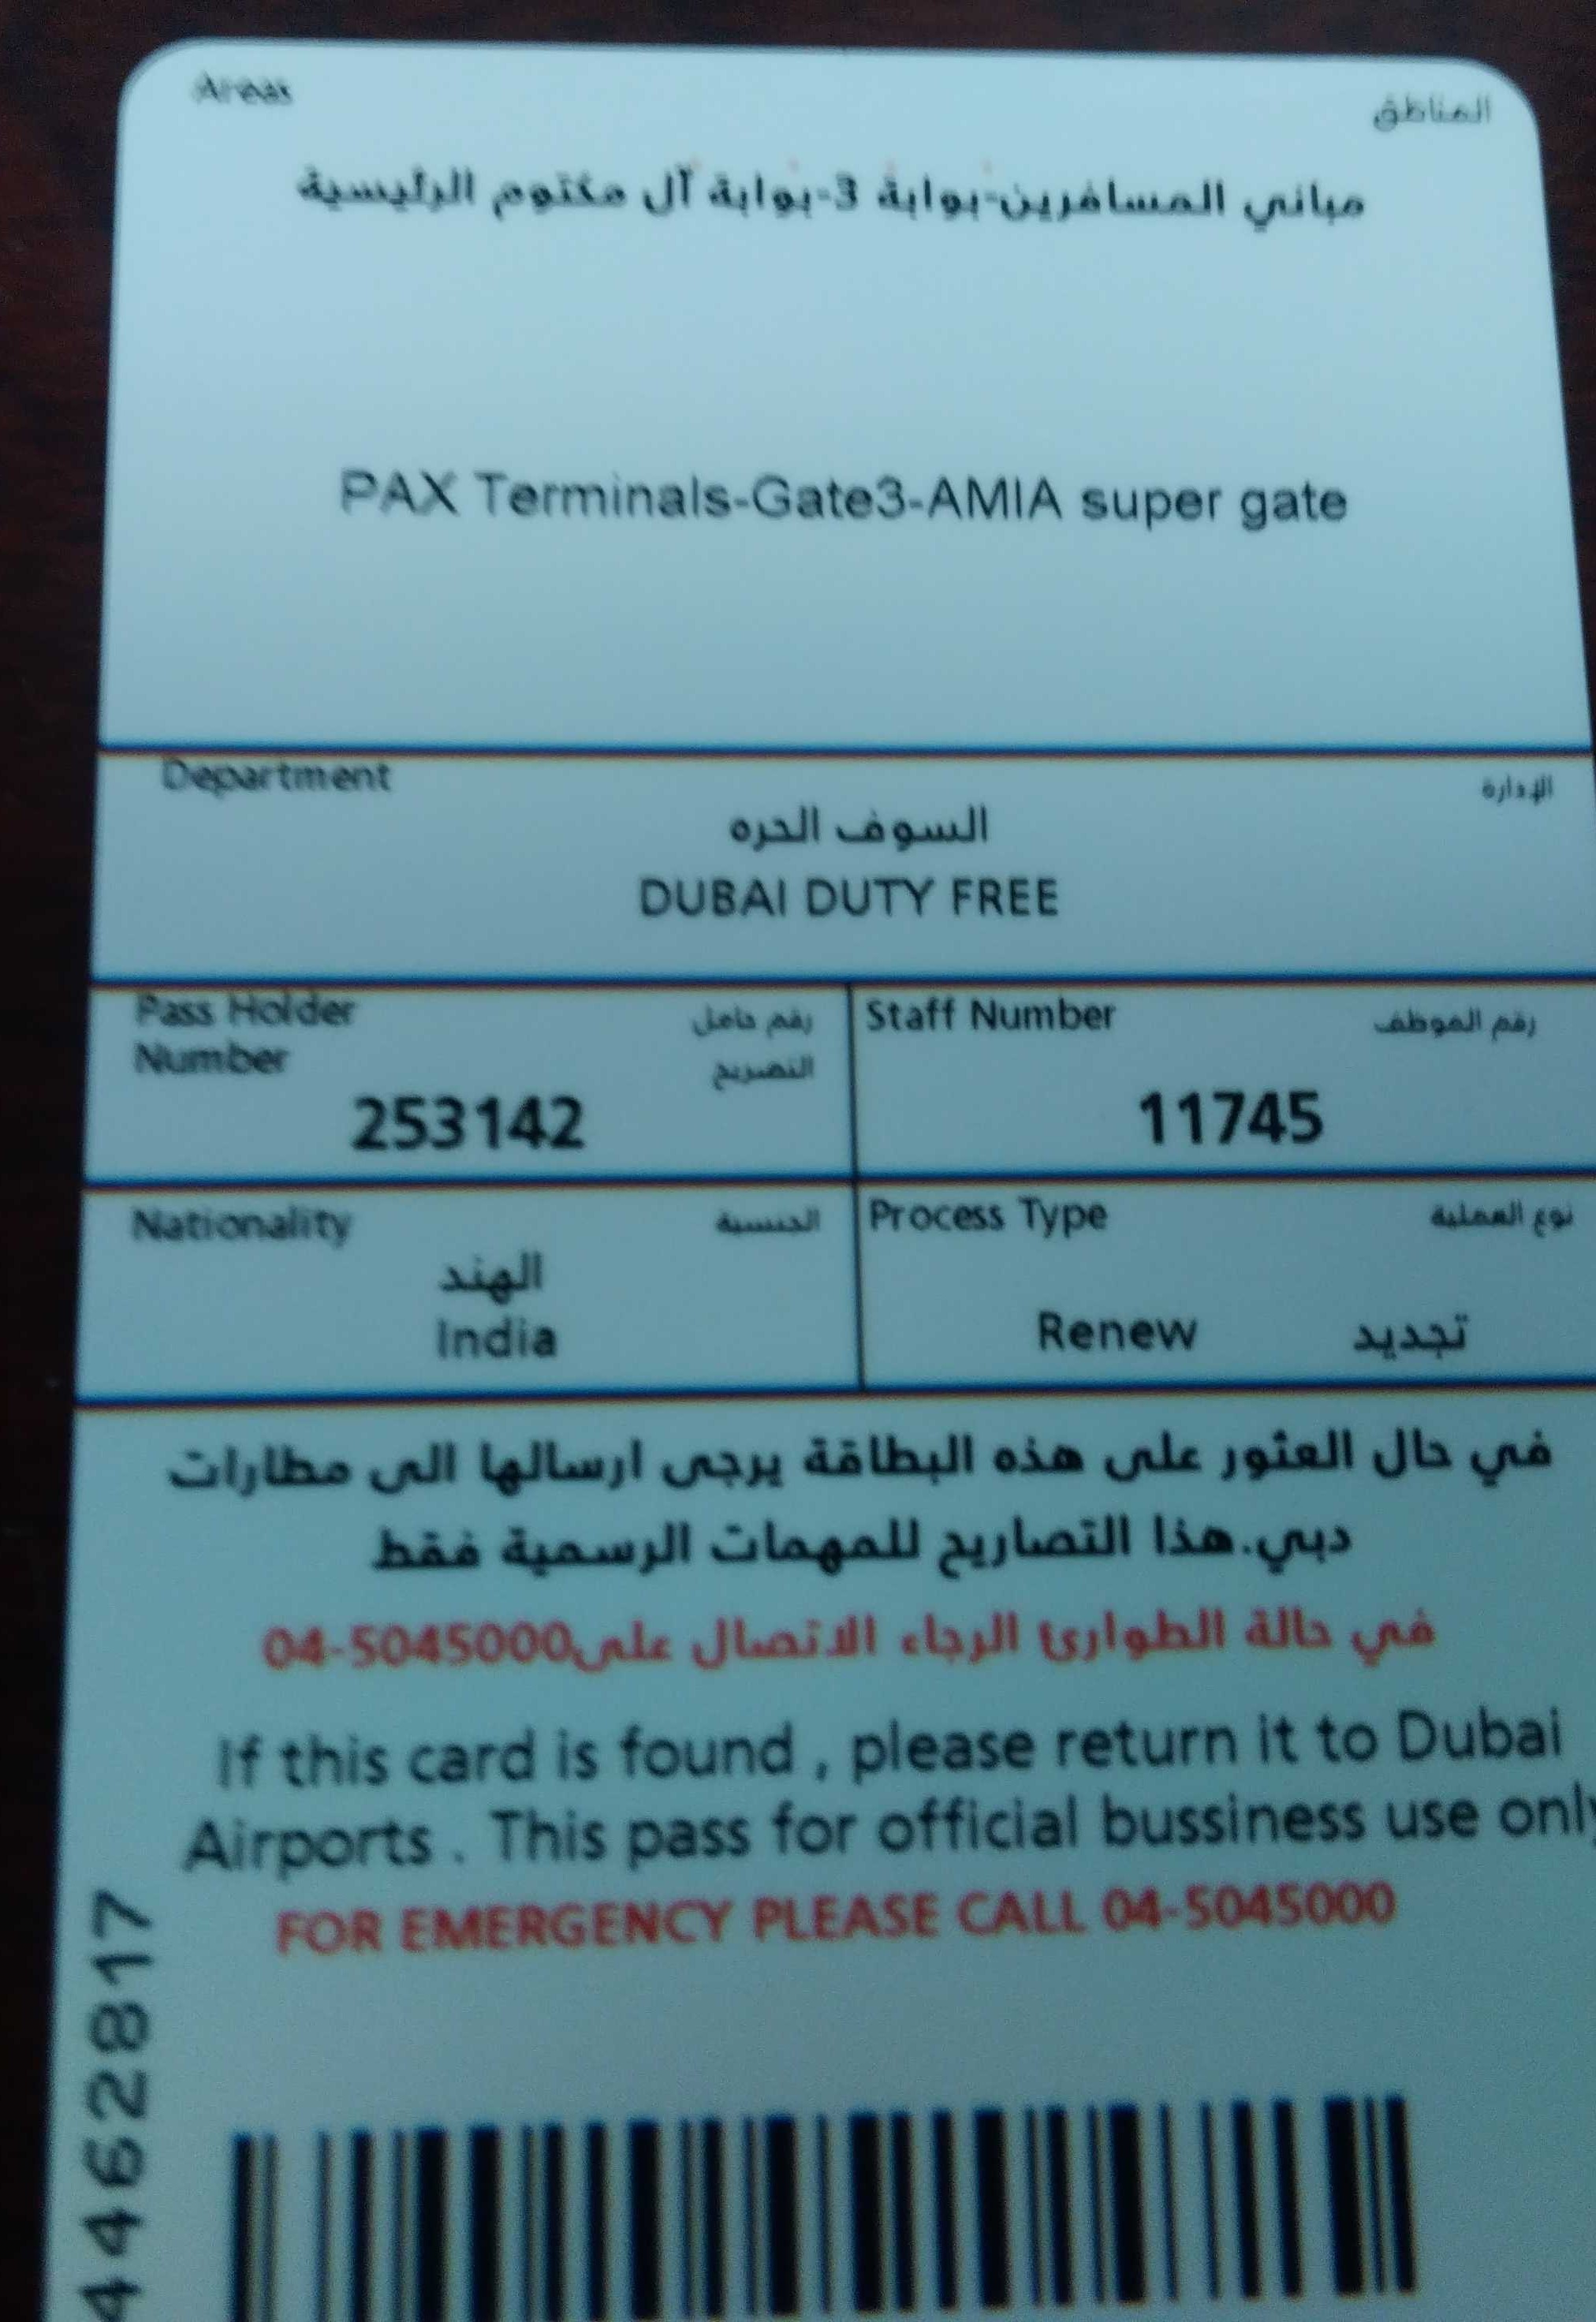 Areas المناطق
مباني المسافرين-بوابة 3-بوابة آل مكتوم الرئيسية
PAX Terminals-Gate3-AMIA super gate
Department الإدارة
السوف الحره
DUBAI DUTY FREE
Pass Holder Number رقم حامل التصريح
253142
Staff Number رقم الموظف
11745
Nationality الجنسية
الهند
India
Process Type نوع العملية
Renew تجديد
في حال العثور على هذه البطاقة يرجى ارسالها الى مطارات
دبي.هذا التصاريح للمهمات الرسمية فقط
في حالة الطوارئ الرجاء الاتصال على04-5045000
If this card is found , please return it to Dubai
Airports . This pass for official bussiness use only
FOR EMERGENCY PLEASE CALL 04-5045000
4462817